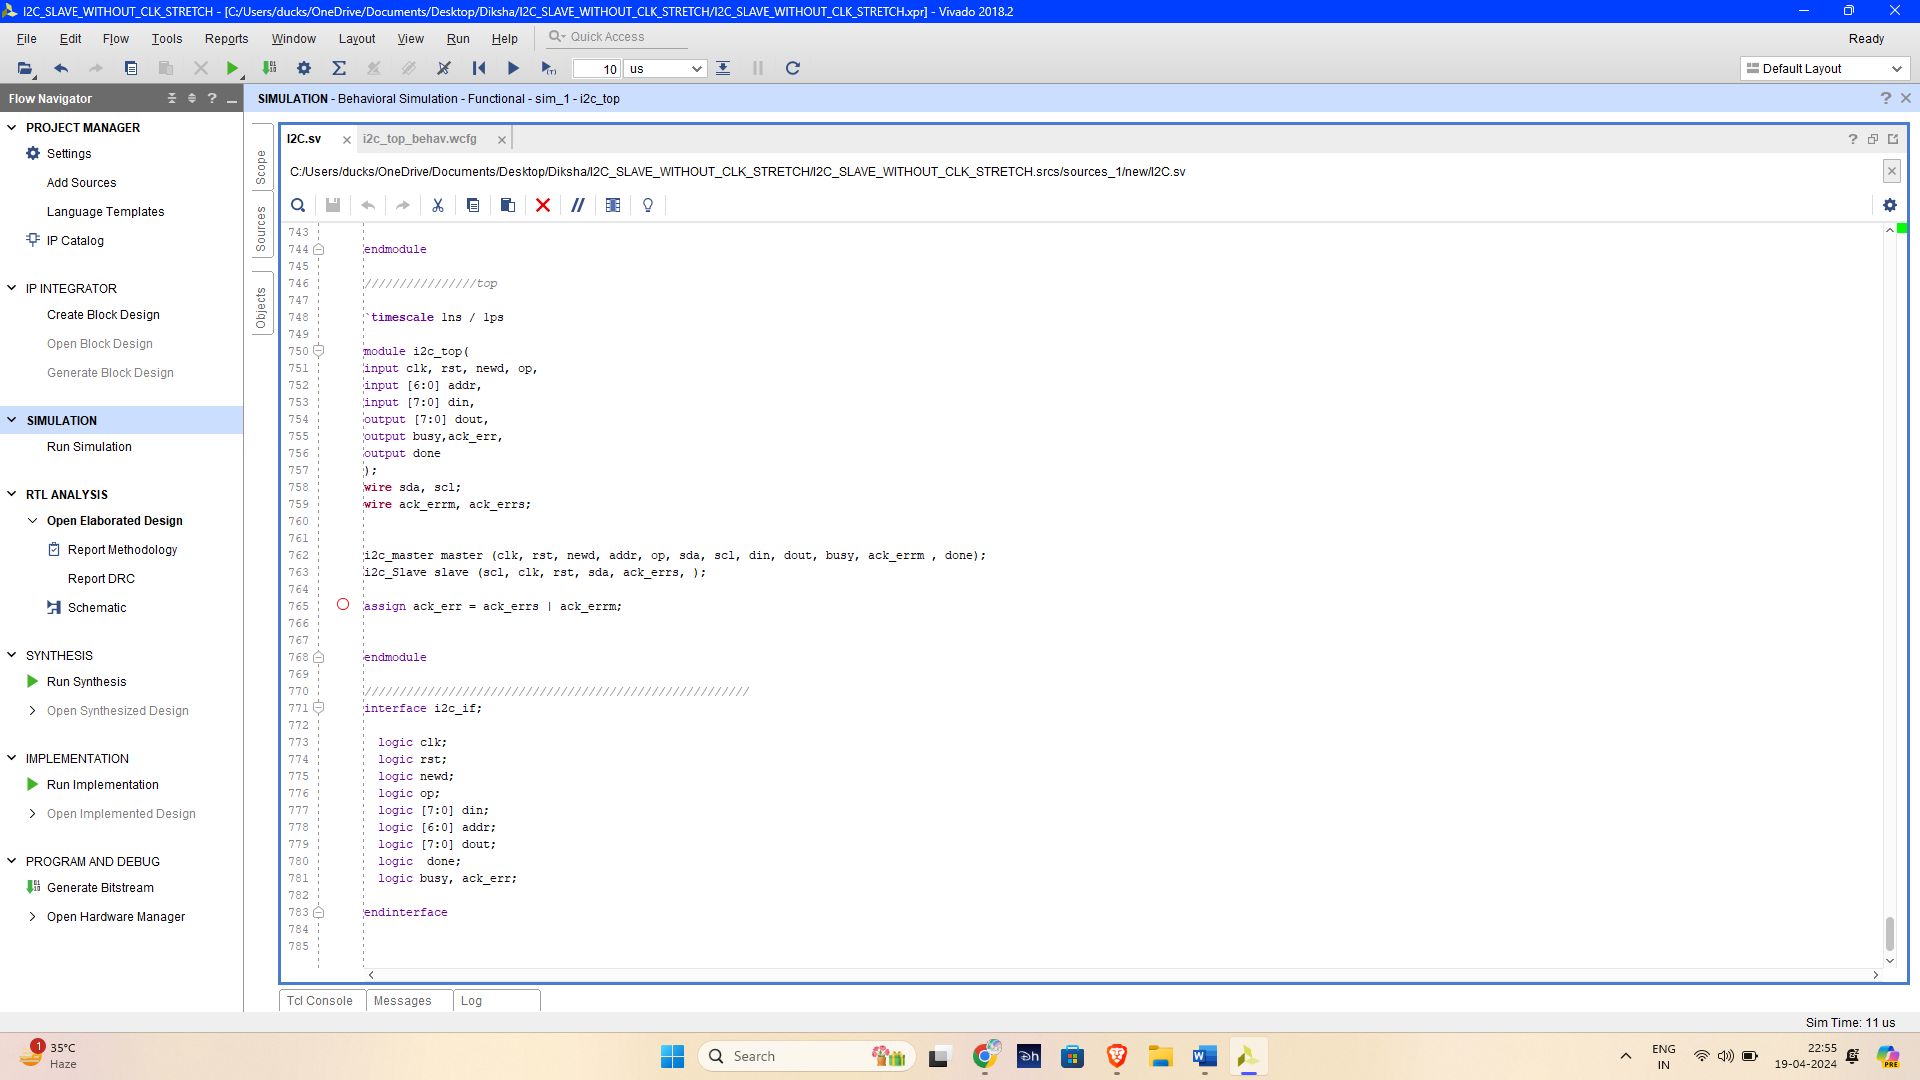 I2C_SLAVE_WITHOUT_CLK_STRETCH - [C:/Users/ducks/OneDrive/Documents/Desktop/Diksha/I2C_SLAVE_WITHOUT_CLK_STRETCH/I2C_SLAVE_WITHOUT_CLK_STRETCH.xpr] - Vivado 2018.2
File Edit Flow Tools Reports Window Layout View Run Help Quick Access Ready
10 us Default Layout
Flow Navigator
SIMULATION - Behavioral Simulation - Functional - sim_1 - i2c_top
PROJECT MANAGER
Settings
Add Sources
Language Templates
IP Catalog
IP INTEGRATOR
Create Block Design
Open Block Design
Generate Block Design
SIMULATION
Run Simulation
RTL ANALYSIS
Open Elaborated Design
Report Methodology
Report DRC
Schematic
SYNTHESIS
Run Synthesis
Open Synthesized Design
IMPLEMENTATION
Run Implementation
Open Implemented Design
PROGRAM AND DEBUG
Generate Bitstream
Open Hardware Manager
Scope
Sources
Objects
I2C.sv i2c_top_behav.wcfg
C:/Users/ducks/OneDrive/Documents/Desktop/Diksha/I2C_SLAVE_WITHOUT_CLK_STRETCH/I2C_SLAVE_WITHOUT_CLK_STRETCH.srcs/sources_1/new/I2C.sv
743
744 endmodule
745
746 ////////////////top
747
748 `timescale 1ns / 1ps
749
750 module i2c_top(
751 input clk, rst, newd, op,
752 input [6:0] addr,
753 input [7:0] din,
754 output [7:0] dout,
755 output busy,ack_err,
756 output done
757 );
758 wire sda, scl;
759 wire ack_errm, ack_errs;
760
761
762 i2c_master master (clk, rst, newd, addr, op, sda, scl, din, dout, busy, ack_errm , done);
763 i2c_Slave slave (scl, clk, rst, sda, ack_errs, );
764
765 assign ack_err = ack_errs | ack_errm;
766
767
768 endmodule
769
770 ///////////////////////////////////////////////////////
771 interface i2c_if;
772
773 logic clk;
774 logic rst;
775 logic newd;
776 logic op;
777 logic [7:0] din;
778 logic [6:0] addr;
779 logic [7:0] dout;
780 logic  done;
781 logic busy, ack_err;
782
783 endinterface
784
785
Tcl Console Messages Log
Sim Time: 11 us
1
35°C
Haze
Search
ENG
IN
22:55
19-04-2024
PRE